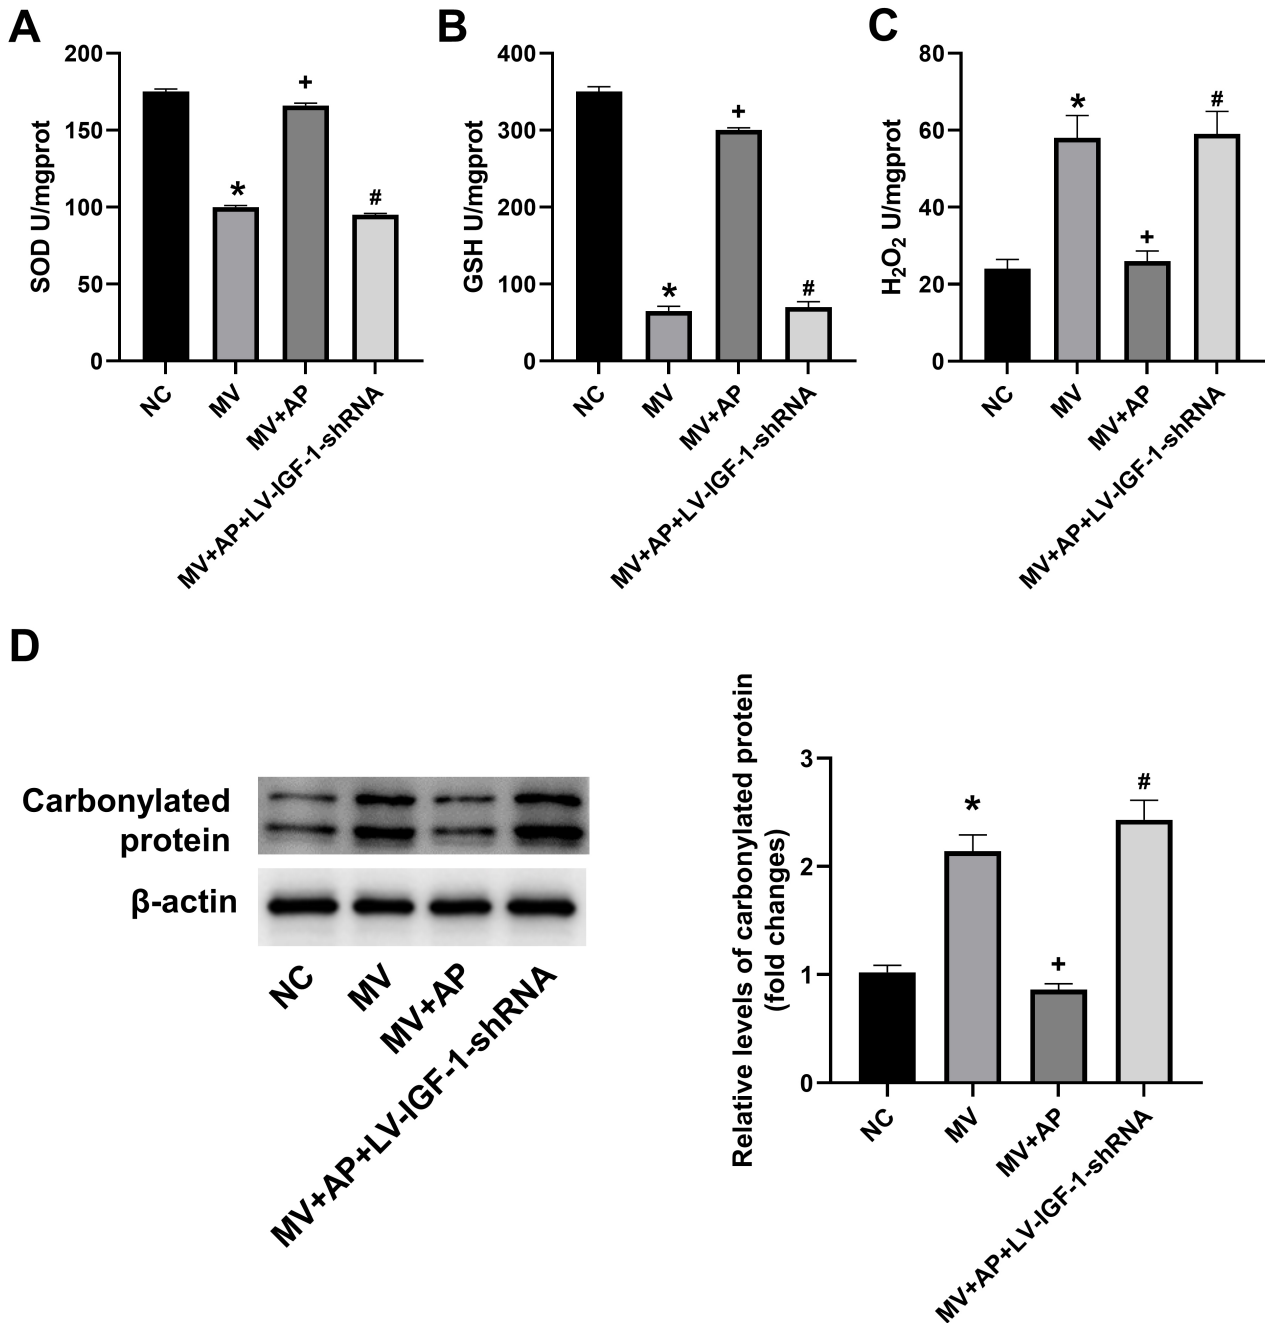 A
SOD U/mgprot
200
150
100
50
0
*
+
#
NC
MV
MV+AP
MV+AP+LV-IGF-1-shRNA
B
GSH U/mgprot
400
300
200
100
0
*
+
#
NC
MV
MV+AP
MV+AP+LV-IGF-1-shRNA
C
H₂O₂ U/mgprot
80
60
40
20
0
*
+
#
NC
MV
MV+AP
MV+AP+LV-IGF-1-shRNA
D
Carbonylated
protein
β-actin
NC
MV
MV+AP
MV+AP+LV-IGF-1-shRNA
Relative levels of carbonylated protein
(fold changes)
3
2
1
0
*
+
#
NC
MV
MV+AP
MV+AP+LV-IGF-1-shRNA